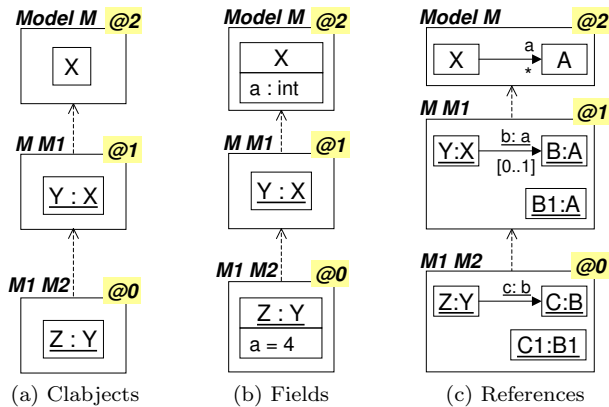 Model M @2
X
M M1 @1
Y : X
M1 M2 @0
Z : Y
(a) Clabjects
Model M @2
X
a : int
M M1 @1
Y : X
M1 M2 @0
Z : Y
a = 4
(b) Fields
Model M @2
X a A
*
M M1 @1
Y:X b: a B:A
[0..1]
B1:A
M1 M2 @0
Z:Y c: b C:B
C1:B1
(c) References